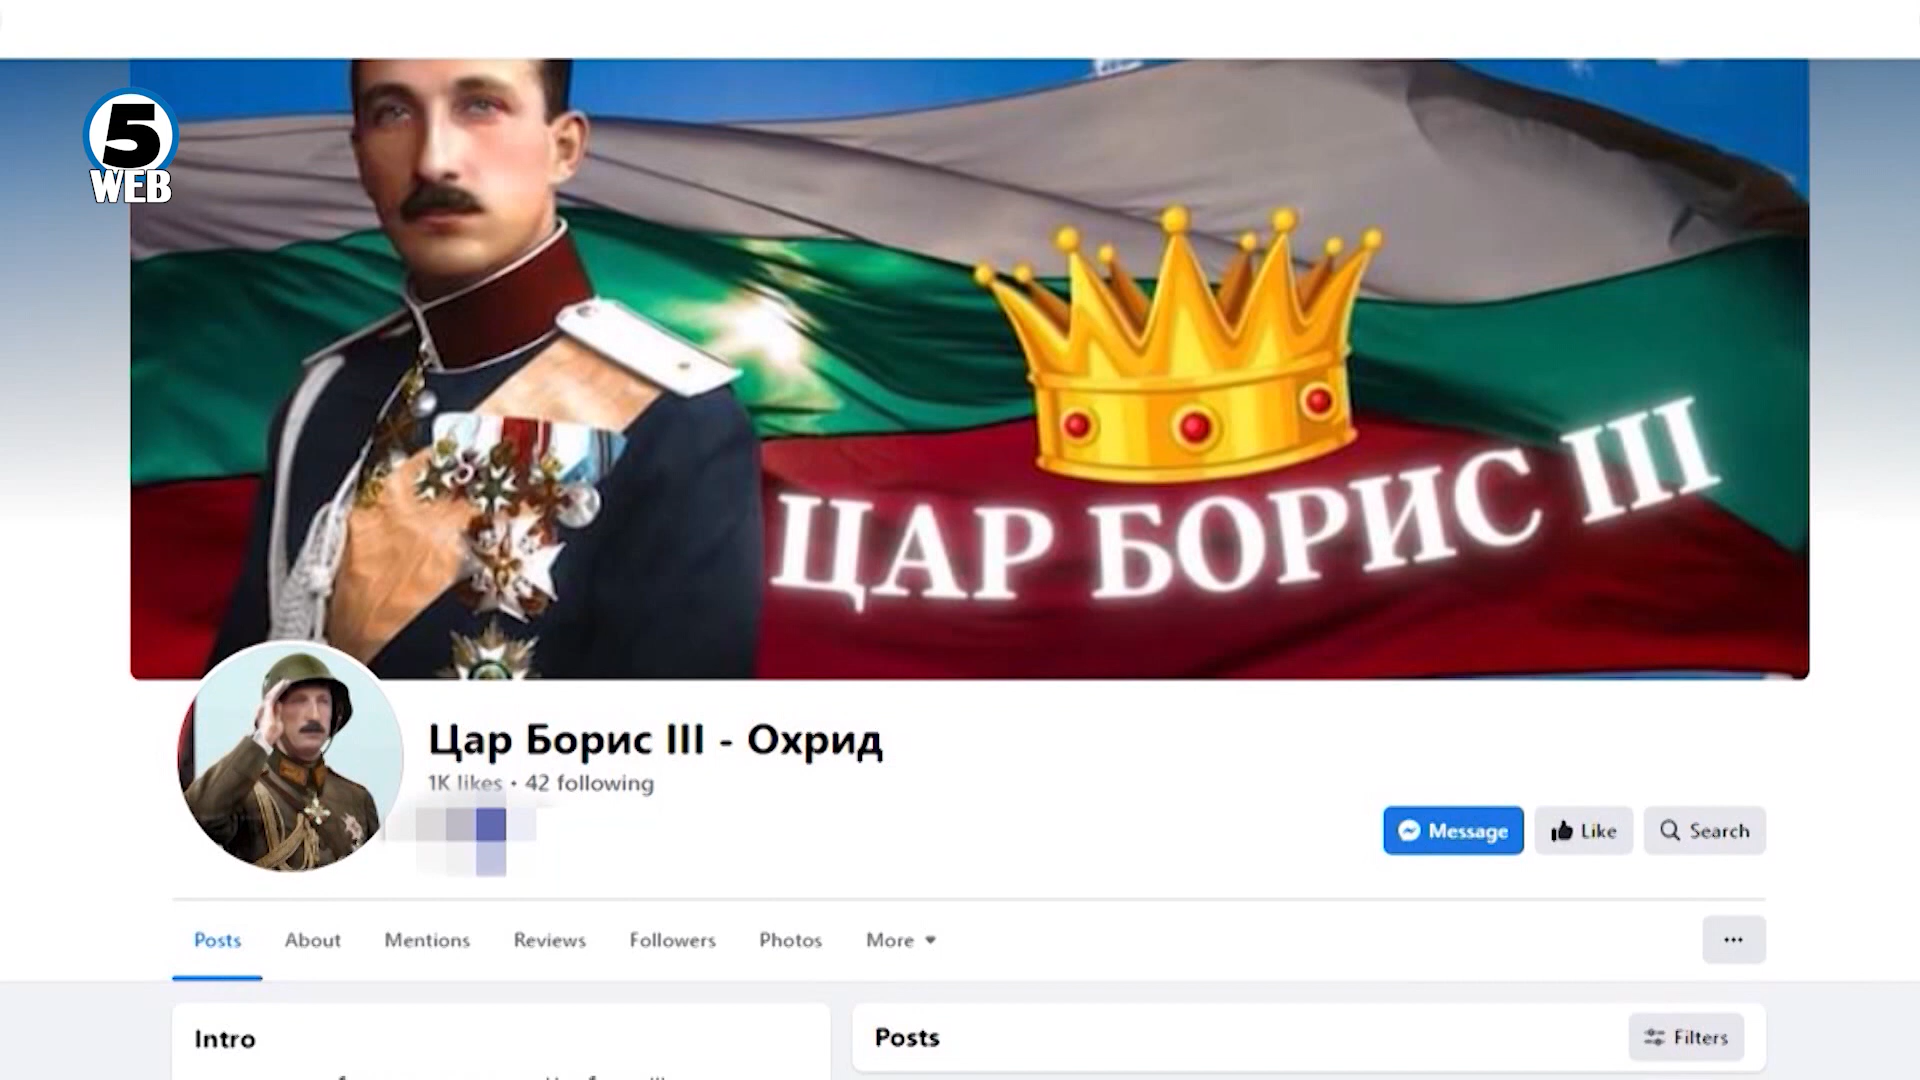 5
WEB
ЦАР БОРИС III
Цар Борис III - Охрид
1K likes • 42 following
Message
Like
Search
Posts
About
Mentions
Reviews
Followers
Photos
More
Intro
Posts
Filters